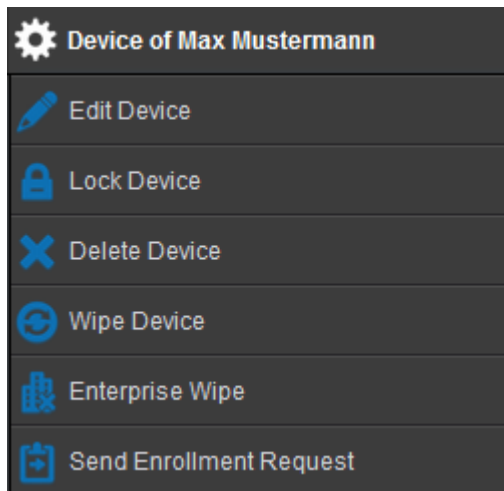 Device of Max Mustermann
Edit Device
Lock Device
Delete Device
Wipe Device
Enterprise Wipe
Send Enrollment Request